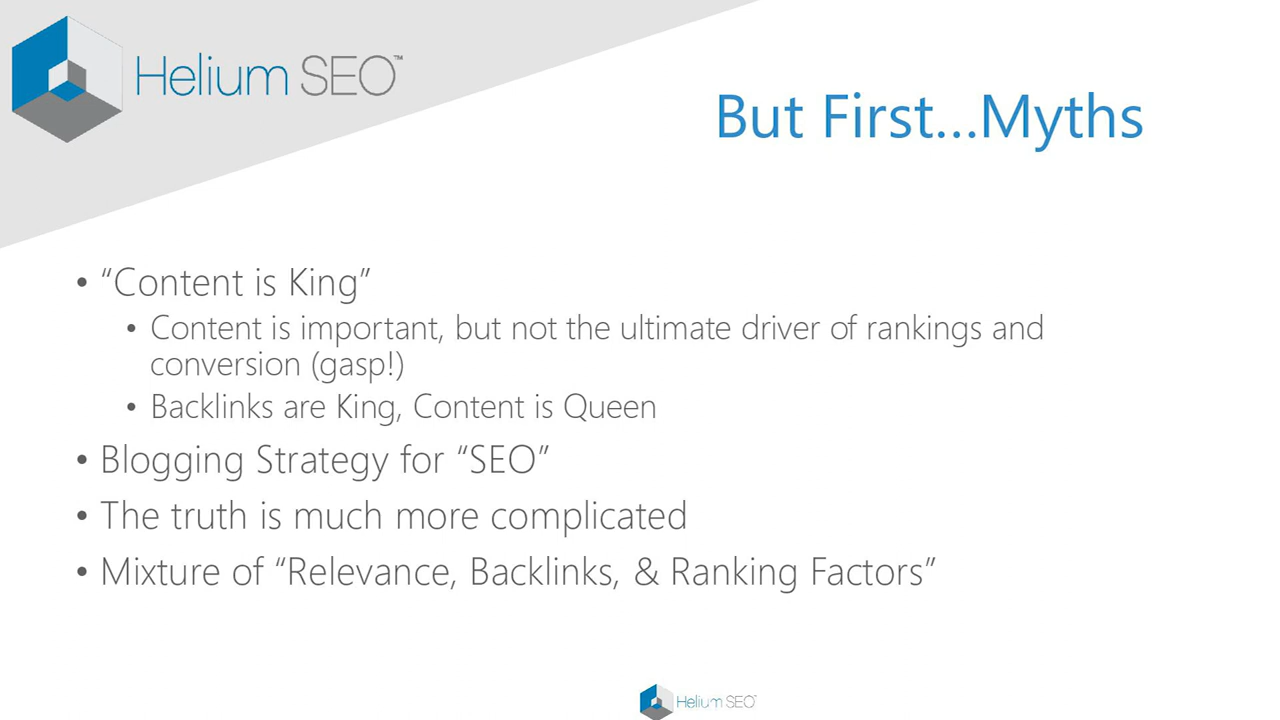 Helium SEO™
But First...Myths
• “Content is King”
• Content is important, but not the ultimate driver of rankings and
conversion (gasp!)
• Backlinks are King, Content is Queen
• Blogging Strategy for “SEO”
• The truth is much more complicated
• Mixture of “Relevance, Backlinks, & Ranking Factors”
Helium SEO™